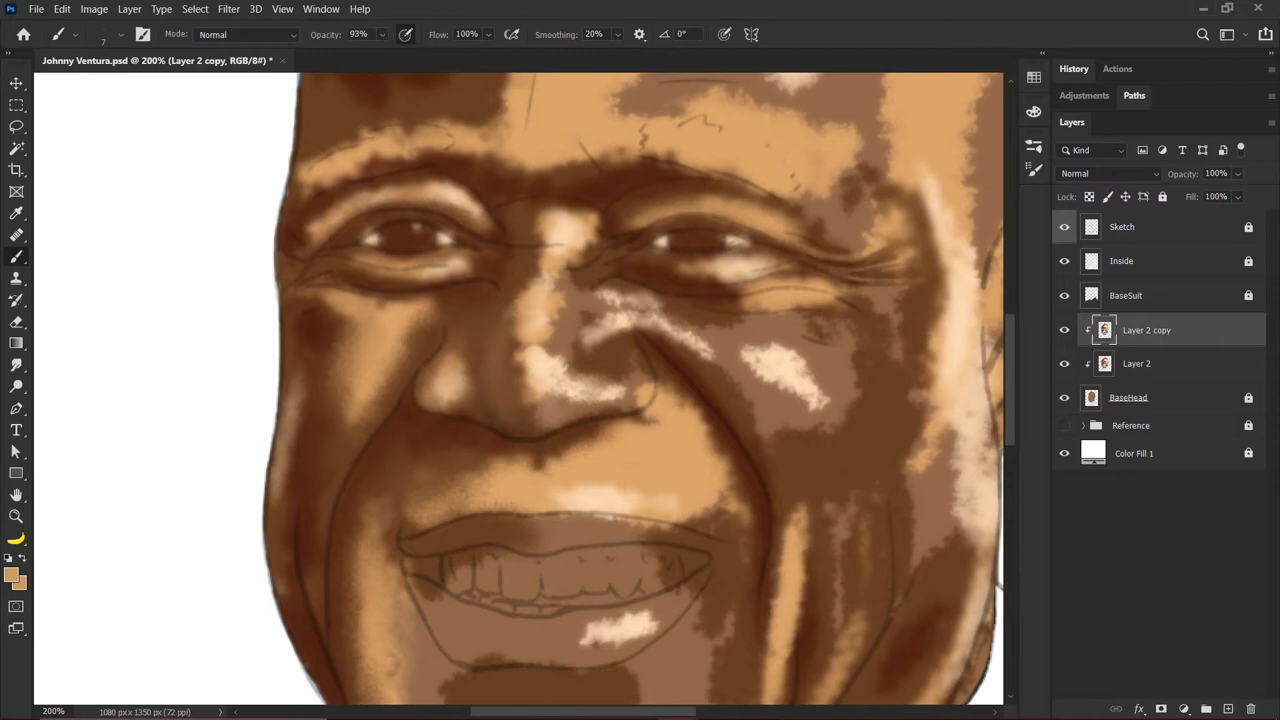 Ps File Edit Image Layer Type Select Filter 3D View Window Help
7 Mode: Normal Opacity: 93% Flow: 100% Smoothing: 20% 0°
Johnny Ventura.psd @ 200% (Layer 2 copy, RGB/8#) *
History Actions
Adjustments Paths
Layers
Kind
Normal Opacity: 100%
Lock: Fill: 100%
Sketch
Inside
BaseSuit
Layer 2 copy
Layer 2
BaseHead
Reference
Color Fill 1
200% 1080 px x 1350 px (72 ppi)